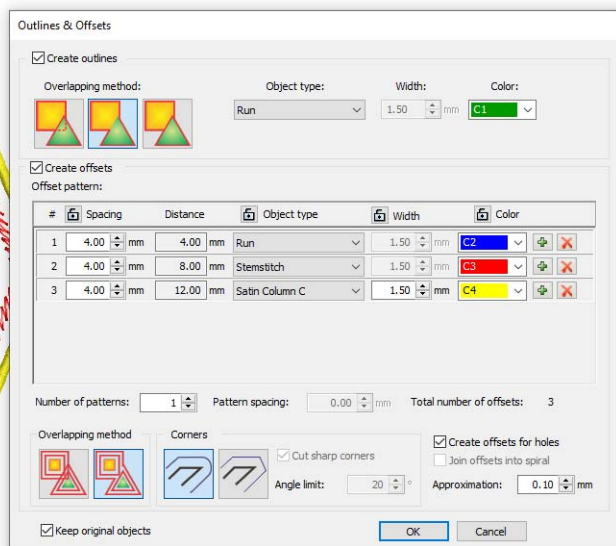 Outlines & Offsets
Create outlines
Overlapping method: Object type: Width: Color:
Run 1.50 mm C1
Create offsets
Offset pattern:
# Spacing Distance Object type Width Color
1 4.00 mm 4.00 mm Run 1.50 mm C2
2 4.00 mm 8.00 mm Stemstitch 1.50 mm C3
3 4.00 mm 12.00 mm Satin Column C 1.50 mm C4
Number of patterns: 1 Pattern spacing: 0.00 mm Total number of offsets: 3
Overlapping method Corners
Cut sharp corners
Angle limit: 20 °
Create offsets for holes
Join offsets into spiral
Approximation: 0.10 mm
Keep original objects OK Cancel